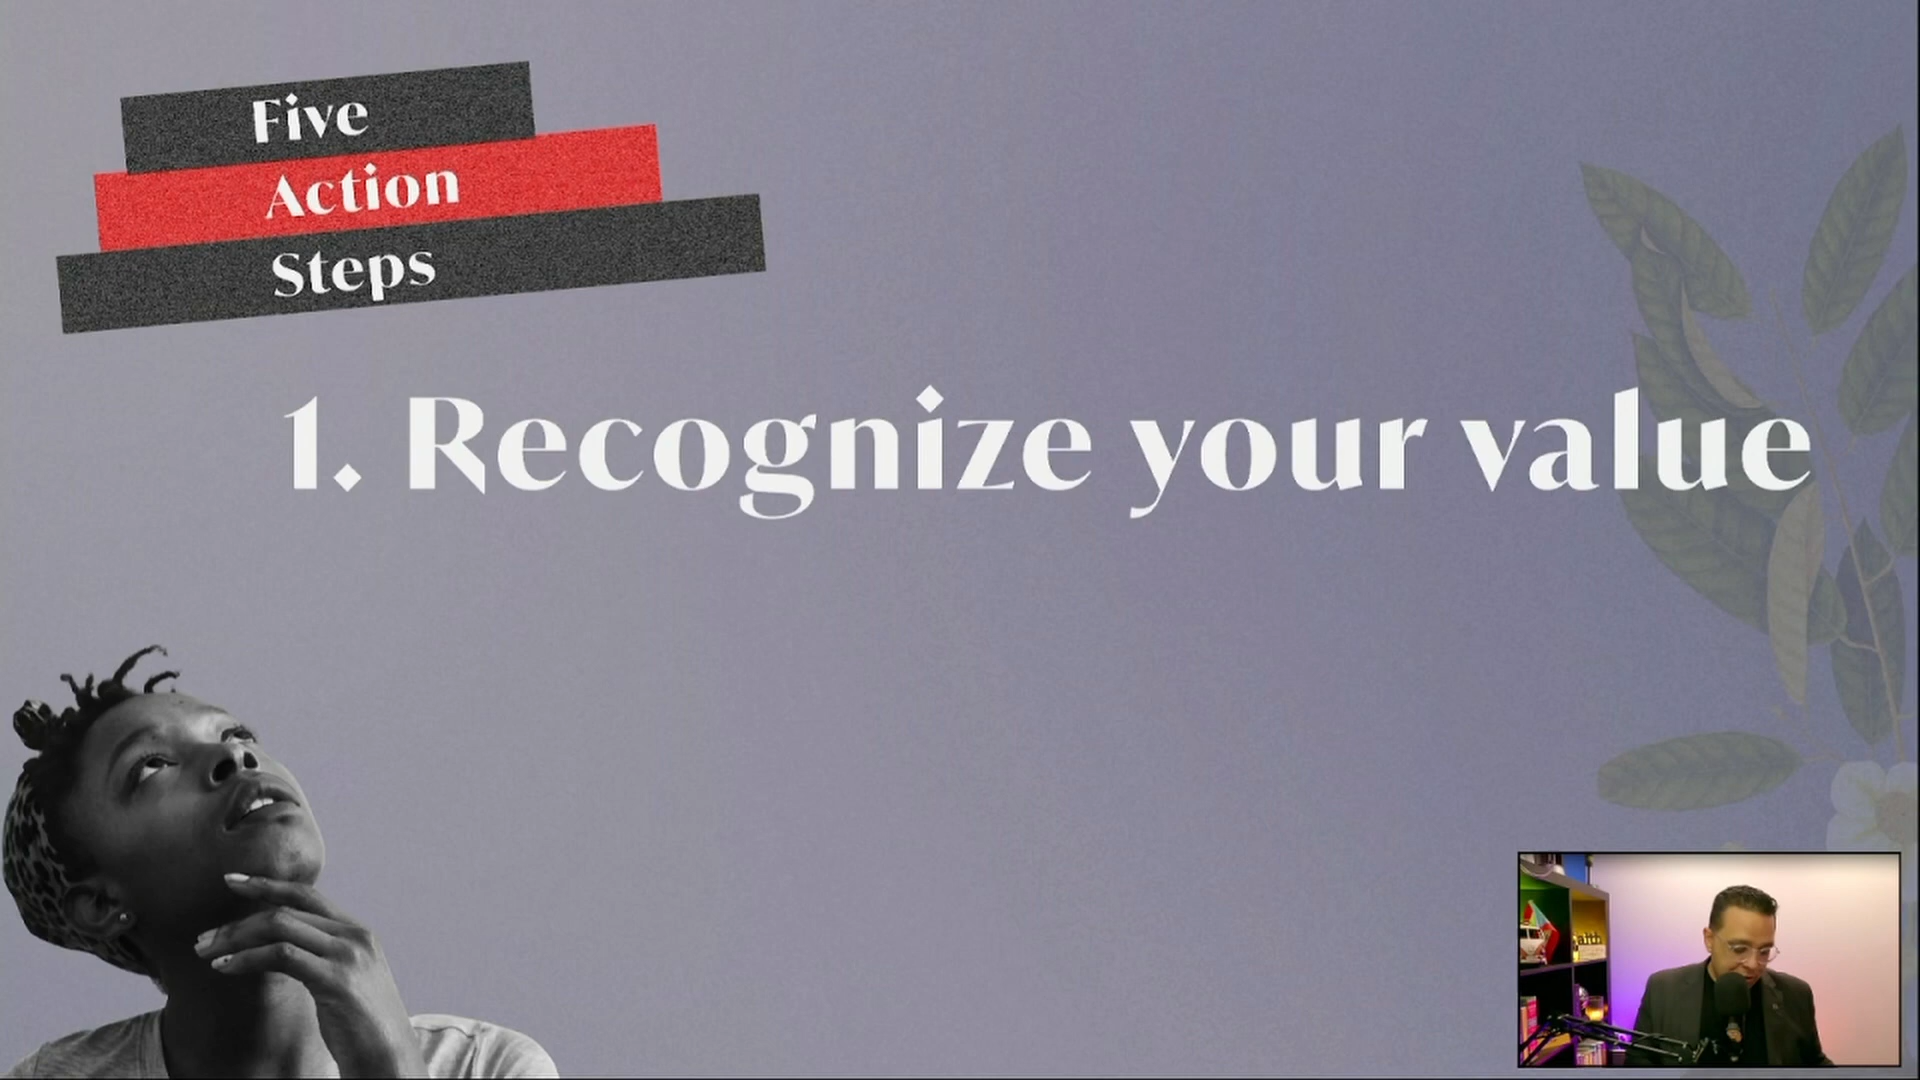 Five
Action
Steps
1. Recognize your value